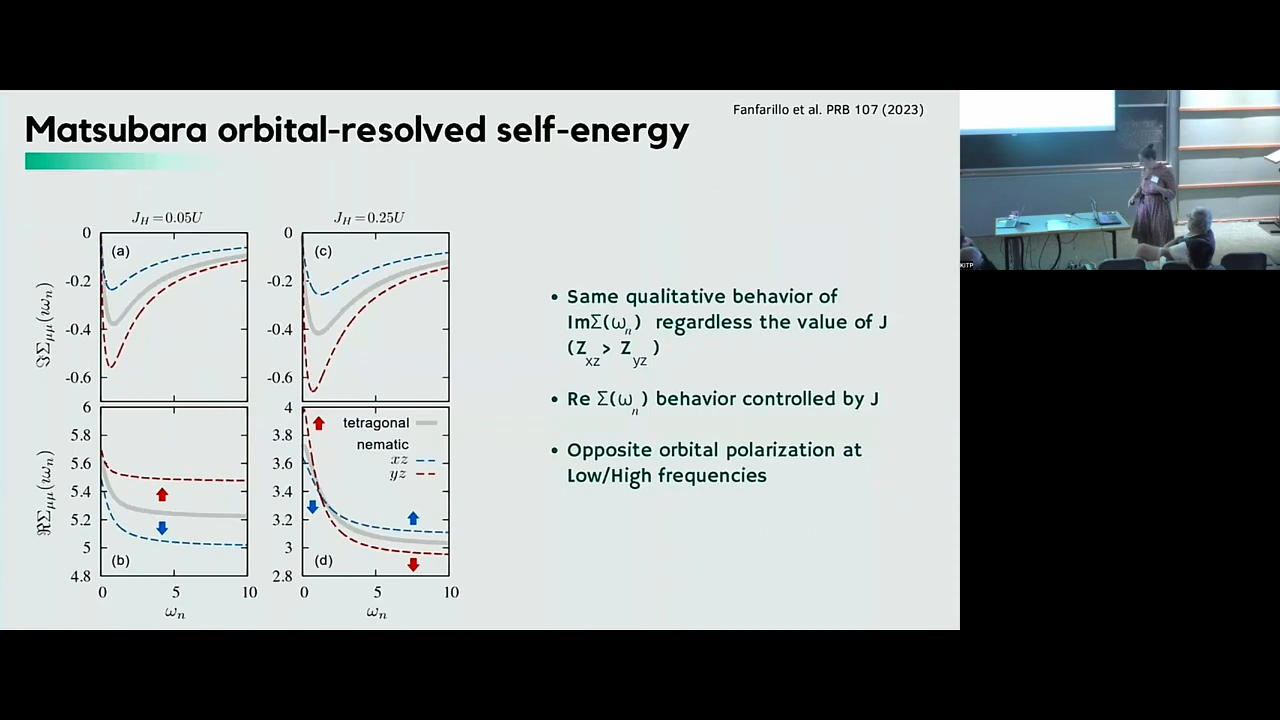 Fanfarillo et al. PRB 107 (2023)
Matsubara orbital-resolved self-energy
J_H = 0.05U
J_H = 0.25U
(a)
(c)
0
-0.2
-0.4
-0.6
0
-0.2
-0.4
-0.6
ℑΣ_μμ(ιω_n)
6
5.8
5.6
5.4
5.2
5
4.8
4
3.8
3.6
3.4
3.2
3
2.8
ℜΣ_μμ(ιω_n)
tetragonal
nematic
xz
yz
(b)
(d)
0 5 10
0 5 10
ω_n
ω_n
• Same qualitative behavior of
ImΣ(ω_n) regardless the value of J
(Z_xz > Z_yz)
• Re Σ(ω_n) behavior controlled by J
• Opposite orbital polarization at
Low/High frequencies
KITP